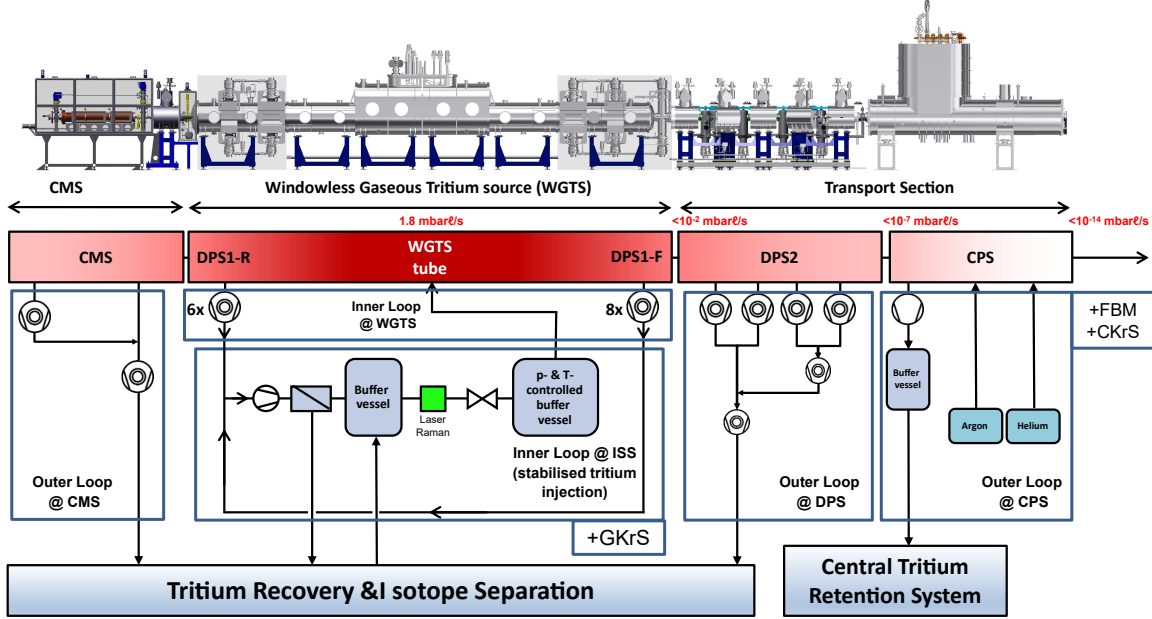 CMS
Windowless Gaseous Tritium source (WGTS)
Transport Section
1.8 mbarℓ/s
<10-2 mbarℓ/s
<10-7 mbarℓ/s
<10-14 mbarℓ/s
CMS
DPS1-R
WGTS
tube
DPS1-F
DPS2
CPS
6x
Inner Loop
@ WGTS
8x
+FBM
+CKrS
Buffer
vessel
Laser
Raman
p- & T-
controlled
buffer
vessel
Buffer
vessel
Argon
Helium
Inner Loop @ ISS
(stabilised tritium
injection)
Outer Loop
@ CMS
Outer Loop
@ DPS
Outer Loop
@ CPS
+GKrS
Tritium Recovery &I sotope Separation
Central Tritium
Retention System